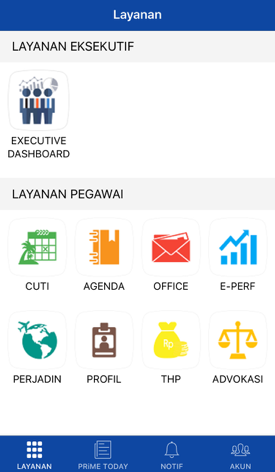 Layanan
LAYANAN EKSEKUTIF
EXECUTIVE
DASHBOARD
LAYANAN PEGAWAI
CUTI
AGENDA
OFFICE
E-PERF
Rp
PERJADIN
PROFIL
THP
ADVOKASI
LAYANAN
PRiME TODAY
NOTIF
AKUN